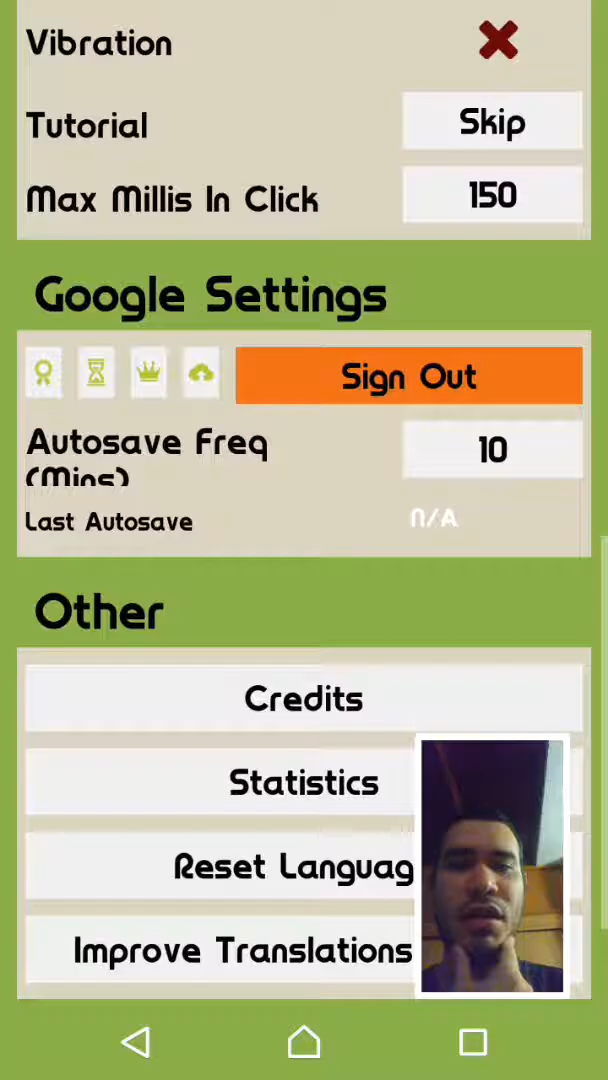 Vibration
Tutorial
Skip
Max Millis In Click
150
Google Settings
Sign Out
Autosave Freq
(Mins)
10
Last Autosave
N/A
Other
Credits
Statistics
Reset Languag
Improve Translations